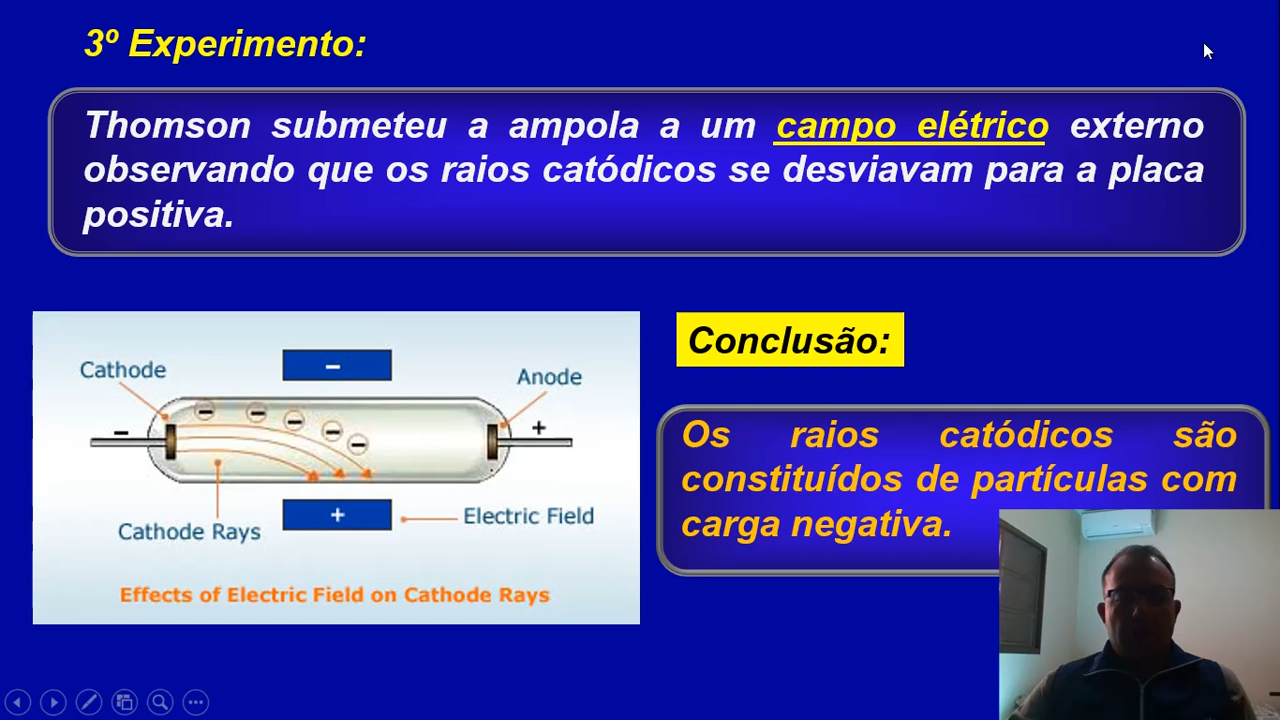 3º Experimento:
Thomson submeteu a ampola a um campo elétrico externo
observando que os raios catódicos se desviavam para a placa
positiva.
Cathode
−
Anode
−
+
− − − − −
+
Cathode Rays
Electric Field
Effects of Electric Field on Cathode Rays
Conclusão:
Os raios catódicos são
constituídos de partículas com
carga negativa.